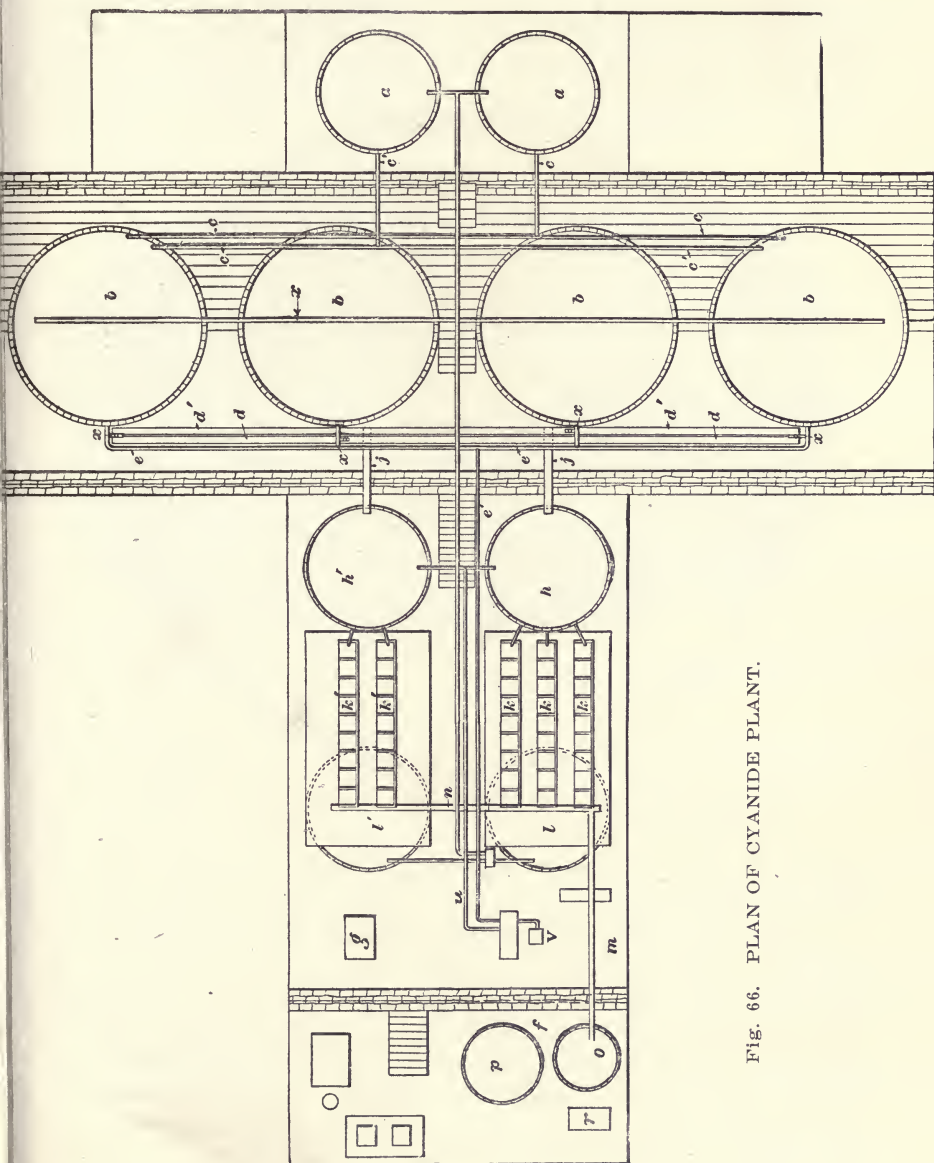 b
x
e'
d'
c'
c
d
x
b
x
h'
k'
g
j
l'
k'
c
c'
n
u
e'
p
k
e
v
f
h
a
c
j
l
k
b
x
o
k
r
m
d'
c'
c
d
b
x
Fig. 66. PLAN OF CYANIDE PLANT.